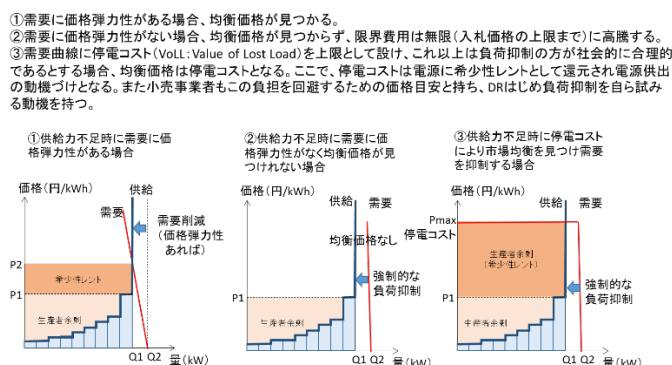 ①需要に価格弾力性がある場合、均衡価格が見つかる。
②需要に価格弾力性がない場合、均衡価格が見つからず、限界費用は無限(入札価格の上限まで)に高騰する。
③需要曲線に停電コスト(VoLL:Value of Lost Load)を上限として設け、これ以上は負荷抑制の方が社会的に合理的
であるとする場合、均衡価格は停電コストとなる。ここで、停電コストは電源に希少性レントとして還元され電源供出
の動機づけとなる。また小売事業者もこの負担を回避するための価格目安と持ち、DRはじめ負荷抑制を自ら試み
る動機を持つ。
①供給力不足時に需要に価
格弾力性がある場合
価格(円/kWh)
供給
需要
需要削減
(価格弾力性
あれば)
P2
希少性レント
P1
生産者余剰
Q1 Q2
量(kW)
②供給力不足時に需要に価
格弾力性がなく均衡価格が見
つけれない場合
価格(円/kWh)
供給 需要
均衡価格なし
強制的な
負荷抑制
P1
生産者余剰
Q1 Q2
量(kW)
③供給力不足時に停電コスト
により市場均衡を見つけ需要
を抑制する場合
価格(円/kWh)
供給 需要
Pmax
停電コスト
生産者余剰
(希少性レント)
強制的な
負荷抑制
P1
生産者余剰
Q1 Q2
量(kW)